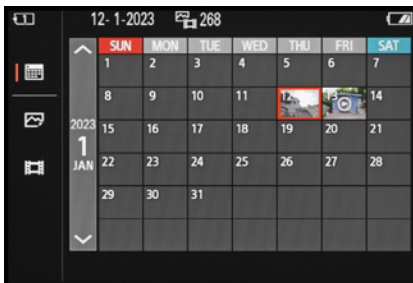 1 12- 1-2023 268
SUN MON TUE WED THU FRI SAT
1 2 3 4 5 6 7
8 9 10 11 12 13 14
2023 15 16 17 18 19 20 21
1
JAN 22 23 24 25 26 27 28
29 30 31